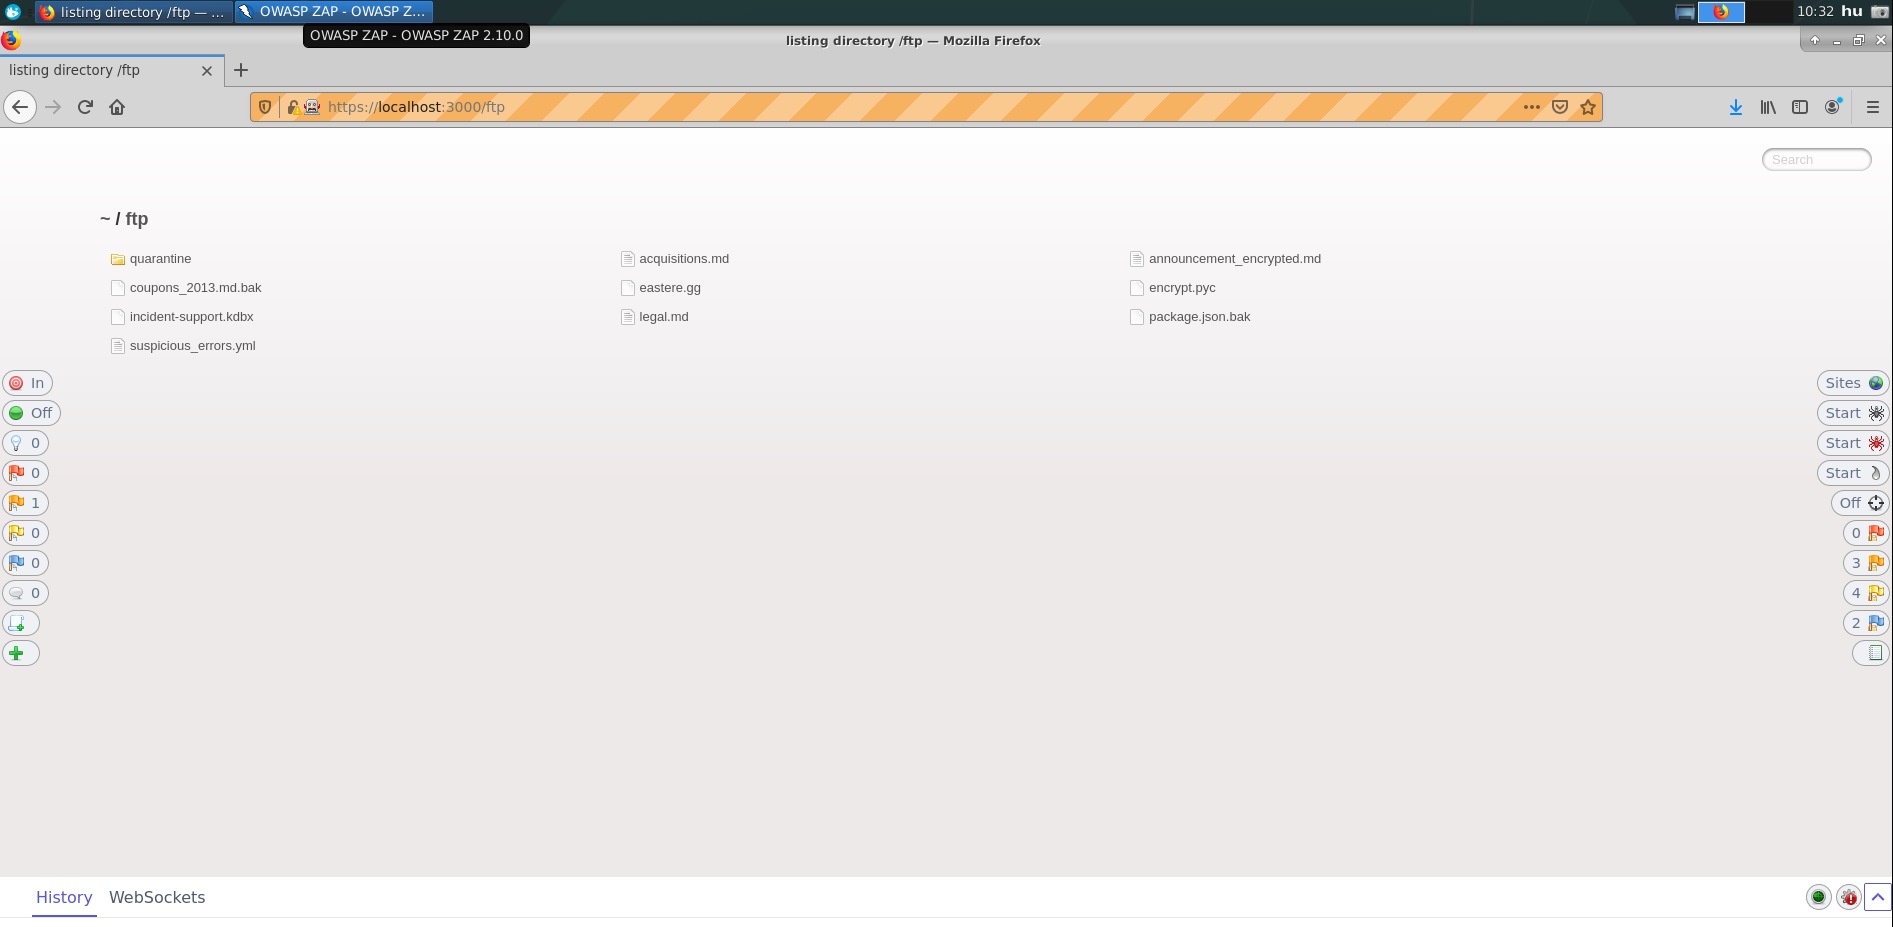 listing directory /ftp — ...
OWASP ZAP - OWASP Z...
10:32 hu
OWASP ZAP - OWASP ZAP 2.10.0
listing directory /ftp — Mozilla Firefox
listing directory /ftp
https://localhost:3000/ftp
Search
~ / ftp
quarantine
acquisitions.md
announcement_encrypted.md
coupons_2013.md.bak
eastere.gg
encrypt.pyc
incident-support.kdbx
legal.md
package.json.bak
suspicious_errors.yml
In
Sites
Off
Start
0
Start
0
Start
1
Off
0
0
0
3
0
4
2
History
WebSockets